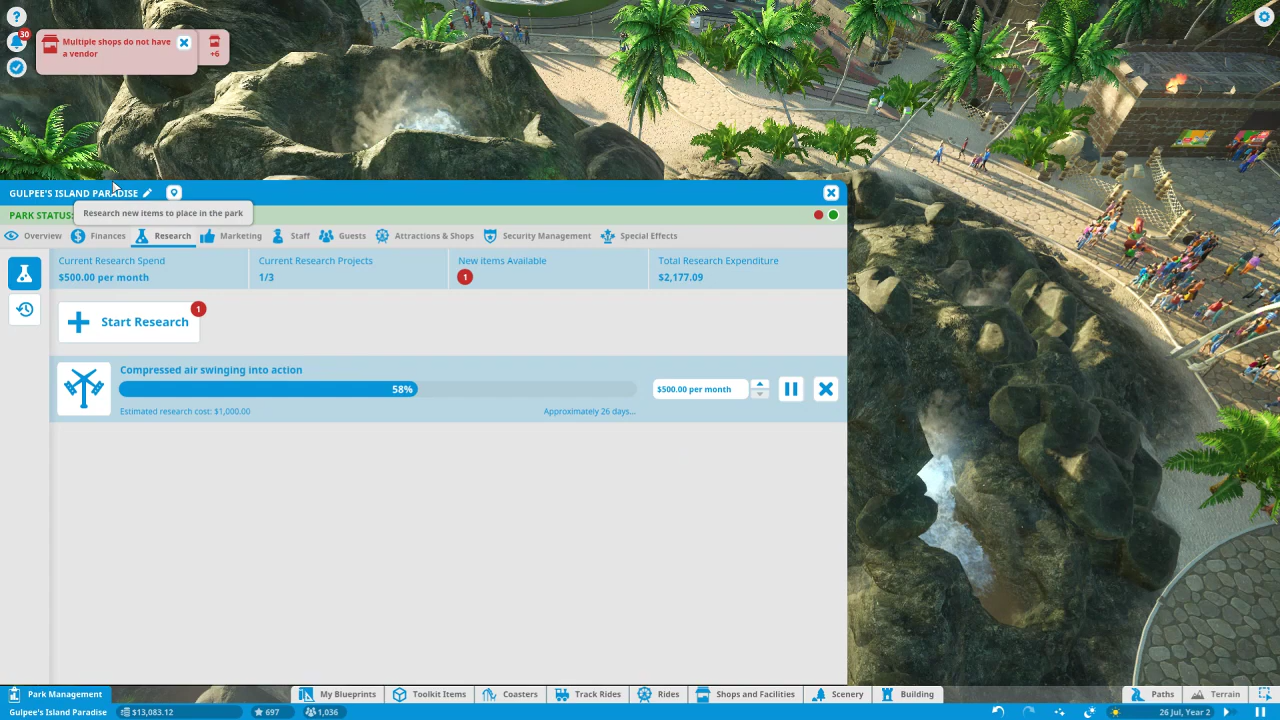 ?
30
Multiple shops do not have
a vendor
+6
GULPEE'S ISLAND PARADISE
PARK STATUS:
Research new items to place in the park
Overview
Finances
Research
Marketing
Staff
Guests
Attractions & Shops
Security Management
Special Effects
Current Research Spend
$500.00 per month
Current Research Projects
1/3
New items Available
1
Total Research Expenditure
$2,177.09
Start Research
1
Compressed air swinging into action
58%
$500.00 per month
Estimated research cost: $1,000.00
Approximately 26 days...
Park Management
My Blueprints
Toolkit Items
Coasters
Track Rides
Rides
Shops and Facilities
Scenery
Building
Paths
Terrain
Gulpee's Island Paradise
$13,083.12
697
1,036
26 Jul, Year 2